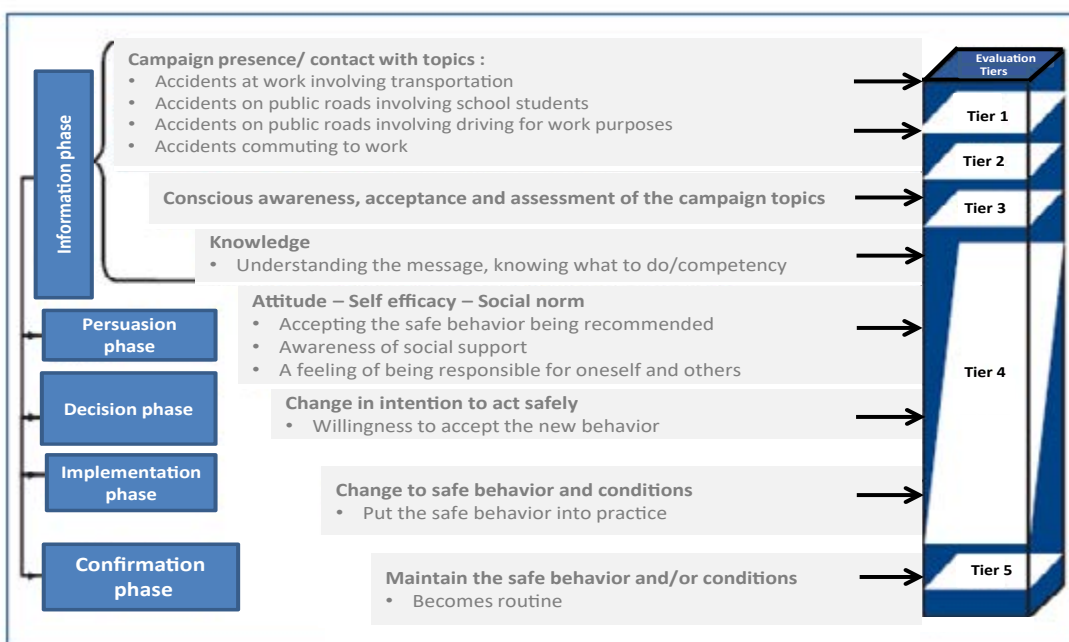 Campaign presence/ contact with topics :
• Accidents at work involving transportation
• Accidents on public roads involving school students
• Accidents on public roads involving driving for work purposes
• Accidents commuting to work
Information phase
Conscious awareness, acceptance and assessment of the campaign topics
Knowledge
• Understanding the message, knowing what to do/competency
Persuasion
phase
Attitude – Self efficacy – Social norm
• Accepting the safe behavior being recommended
• Awareness of social support
• A feeling of being responsible for oneself and others
Decision phase
Change in intention to act safely
• Willingness to accept the new behavior
Implementation
phase
Change to safe behavior and conditions
• Put the safe behavior into practice
Confirmation
phase
Maintain the safe behavior and/or conditions
• Becomes routine
Evaluation
Tiers
Tier 1
Tier 2
Tier 3
Tier 4
Tier 5